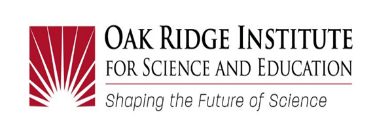 OAK RIDGE INSTITUTE
FOR SCIENCE AND EDUCATION
Shaping the Future of Science